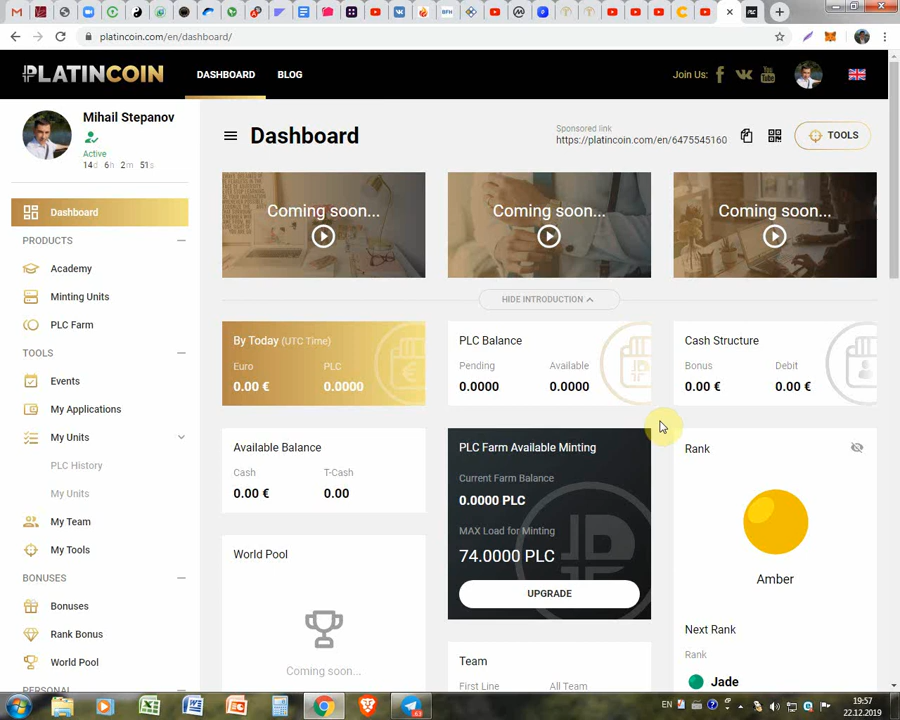 platincoin.com/en/dashboard/
PLATINCOIN
DASHBOARD
BLOG
Join Us:
Mihail Stepanov
Active
14d 6h 2m 51s
Dashboard
Sponsored link
https://platincoin.com/en/6475545160
TOOLS
Dashboard
PRODUCTS
Academy
Minting Units
PLC Farm
TOOLS
Events
My Applications
My Units
PLC History
My Units
My Team
My Tools
BONUSES
Bonuses
Rank Bonus
World Pool
PERSONAL
Coming soon...
Coming soon...
Coming soon...
HIDE INTRODUCTION
By Today (UTC Time)
Euro PLC
0.00 € 0.0000
PLC Balance
Pending Available
0.0000 0.0000
Cash Structure
Bonus Debit
0.00 € 0.00 €
Available Balance
Cash T-Cash
0.00 € 0.00
PLC Farm Available Minting
Current Farm Balance
0.0000 PLC
MAX Load for Minting
74.0000 PLC
UPGRADE
Rank
Amber
Next Rank
Rank
Jade
World Pool
Coming soon...
Team
First Line All Team
EN
19:57
22.12.2019